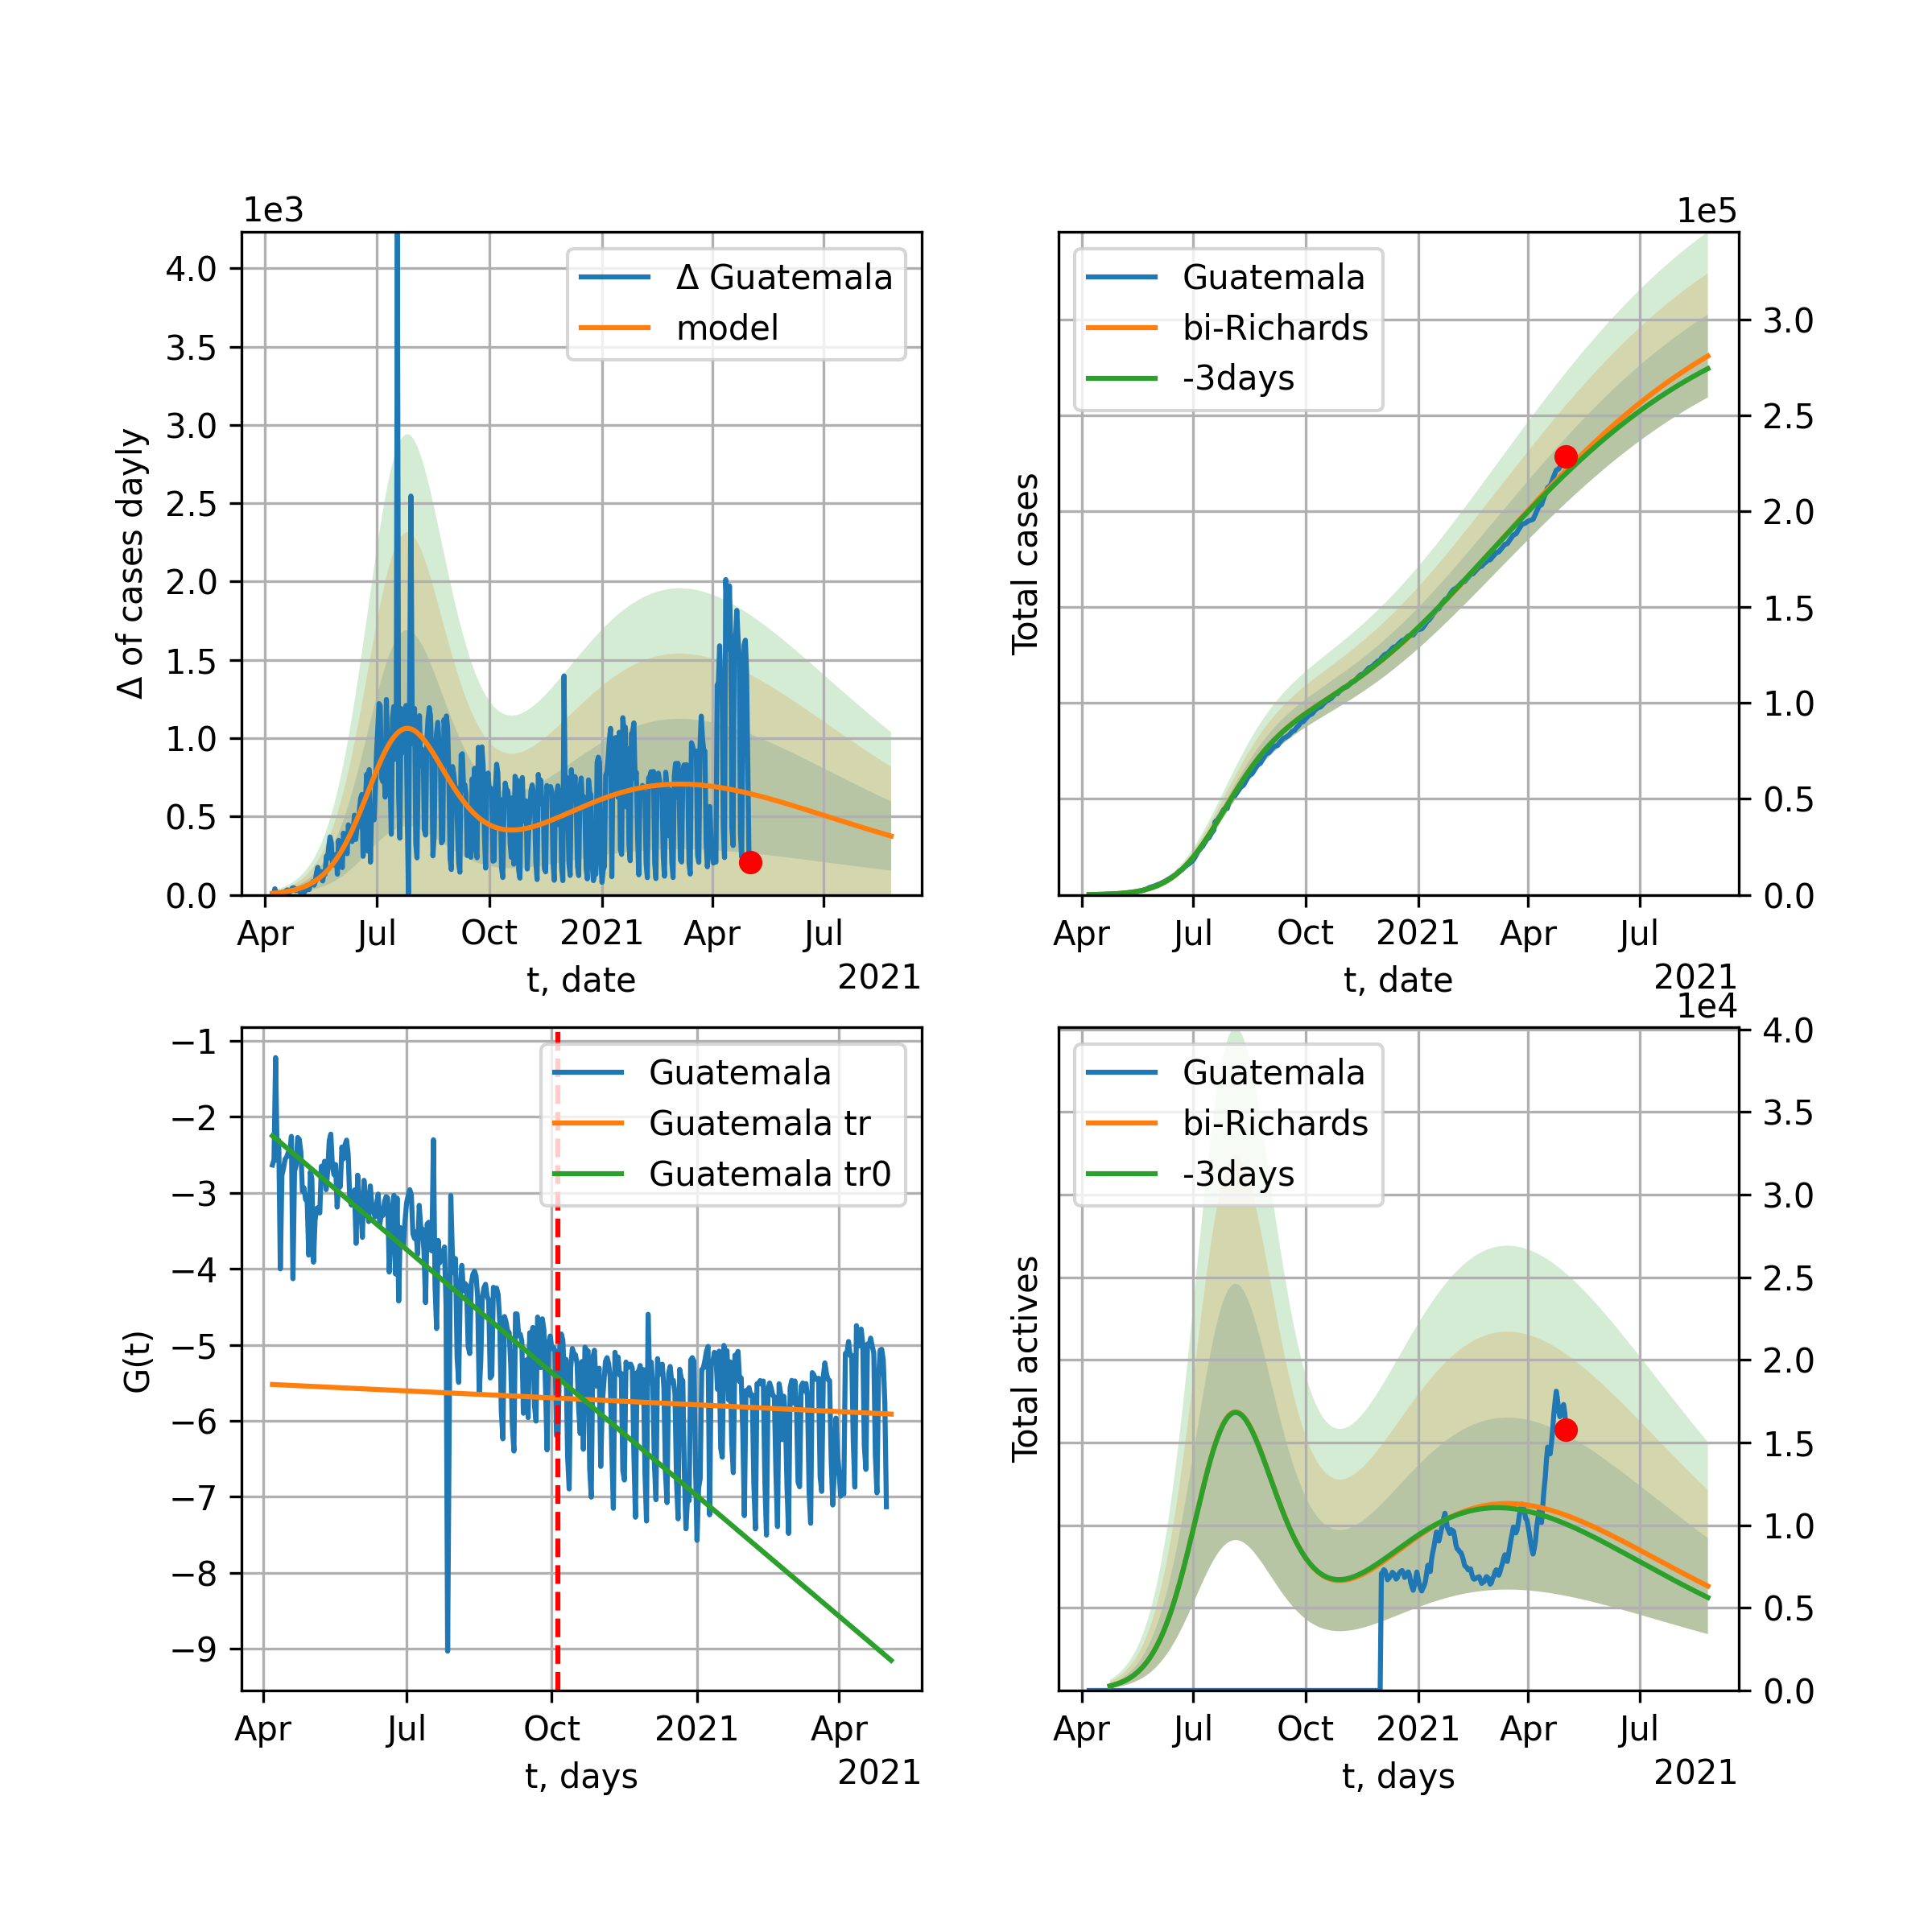 1e3
4.0
3.5
3.0
2.5
2.0
1.5
1.0
0.5
0.0
Δ of cases dayly
Δ Guatemala
model
Apr Jul Oct 2021 Apr Jul
t, date
2021
1e5
Guatemala
bi-Richards
-3days
Total cases
3.0
2.5
2.0
1.5
1.0
0.5
0.0
Apr Jul Oct 2021 Apr Jul
t, date
2021
−1
−2
−3
−4
−5
−6
−7
−8
−9
G(t)
Guatemala
Guatemala tr
Guatemala tr0
Apr Jul Oct 2021 Apr
t, days
2021
1e4
Guatemala
bi-Richards
-3days
Total actives
4.0
3.5
3.0
2.5
2.0
1.5
1.0
0.5
0.0
Apr Jul Oct 2021 Apr Jul
t, days
2021